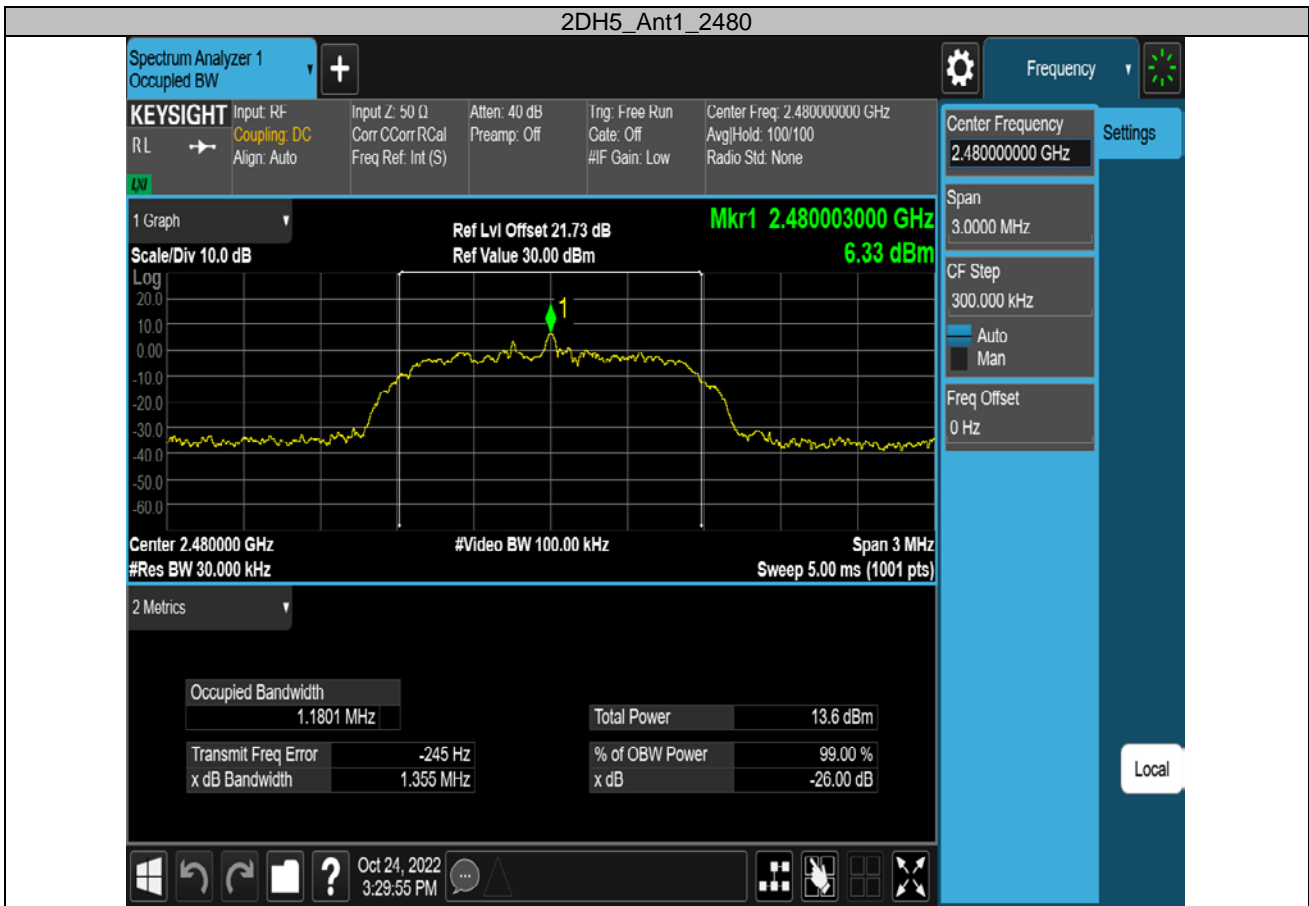 2DH5_Ant1_2480
Spectrum Analyzer 1
Occupied BW
+
Frequency
KEYSIGHT
RL
LXI
Input: RF
Coupling: DC
Align: Auto
Input Z: 50 Ω
Corr CCorr RCal
Freq Ref: Int (S)
Atten: 40 dB
Preamp: Off
Trig: Free Run
Gate: Off
#IF Gain: Low
Center Freq: 2.480000000 GHz
Avg|Hold: 100/100
Radio Std: None
Center Frequency
2.480000000 GHz
Settings
Span
3.0000 MHz
CF Step
300.000 kHz
Auto
Man
Freq Offset
0 Hz
1 Graph
Scale/Div 10.0 dB
Ref Lvl Offset 21.73 dB
Ref Value 30.00 dBm
Mkr1 2.480003000 GHz
6.33 dBm
Log
20.0
10.0
0.00
-10.0
-20.0
-30.0
-40.0
-50.0
-60.0
1
Center 2.480000 GHz
#Video BW 100.00 kHz
Span 3 MHz
#Res BW 30.000 kHz
Sweep 5.00 ms (1001 pts)
2 Metrics
Occupied Bandwidth
1.1801 MHz
Total Power 13.6 dBm
Transmit Freq Error -245 Hz
% of OBW Power 99.00 %
x dB Bandwidth 1.355 MHz
x dB -26.00 dB
Local
?
Oct 24, 2022
3:29:55 PM